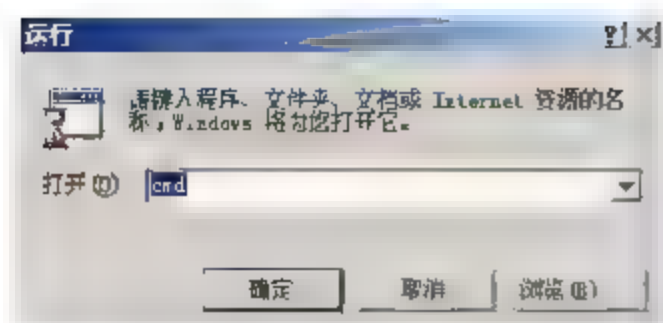 运行
请键入程序、文件夹、文档或 Internet 资源的名
称，Windows 将为您打开它。
打开(O)
cmd
确定
取消
浏览(B)